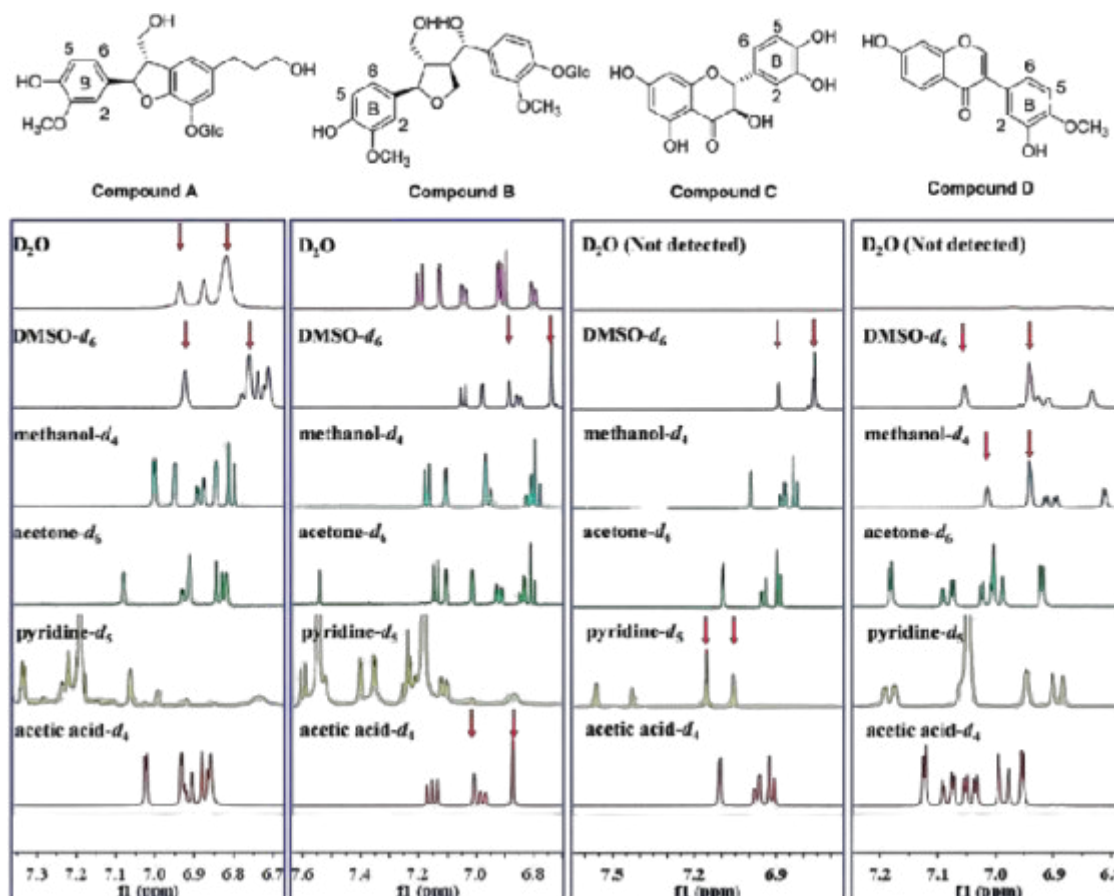 OH
5
6
HO
B
2
OCH₃
O
OGlc
OH
Compound A
OHHO
8
5
B
2
HO
OCH₃
O
OGlc
OCH₃
Compound B
5
OH
6
B
OH
2
HO
O
OH
OH
O
Compound C
HO
O
O
6
5
B
2
OCH₃
OH
Compound D
D₂O
D₂O
D₂O (Not detected)
D₂O (Not detected)
DMSO-d₆
DMSO-d₆
DMSO-d₆
DMSO-d₆
methanol-d₄
methanol-d₄
methanol-d₄
methanol-d₄
acetone-d₆
acetone-d₆
acetone-d₆
acetone-d₆
pyridine-d₅
pyridine-d₅
pyridine-d₅
pyridine-d₅
acetic acid-d₄
acetic acid-d₄
acetic acid-d₄
acetic acid-d₄
7.3 7.2 7.1 7.0 6.9 6.8 6.7
7.6 7.4 7.2 7.0 6.8
7.5 7.2 6.9
7.2 7.1 7.0 6.9
f1 (ppm)
f1 (ppm)
f1 (ppm)
f1 (ppm)